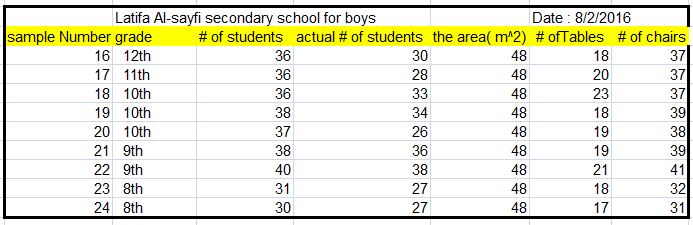 Latifa Al-sayfi secondary school for boys Date : 8/2/2016
sample Number grade # of students actual # of students the area( m^2) # ofTables # of chairs
16 12th 36 30 48 18 37
17 11th 36 28 48 20 37
18 10th 36 33 48 23 37
19 10th 38 34 48 18 39
20 10th 37 26 48 19 38
21 9th 38 36 48 19 39
22 9th 40 38 48 21 41
23 8th 31 27 48 18 32
24 8th 30 27 48 17 31